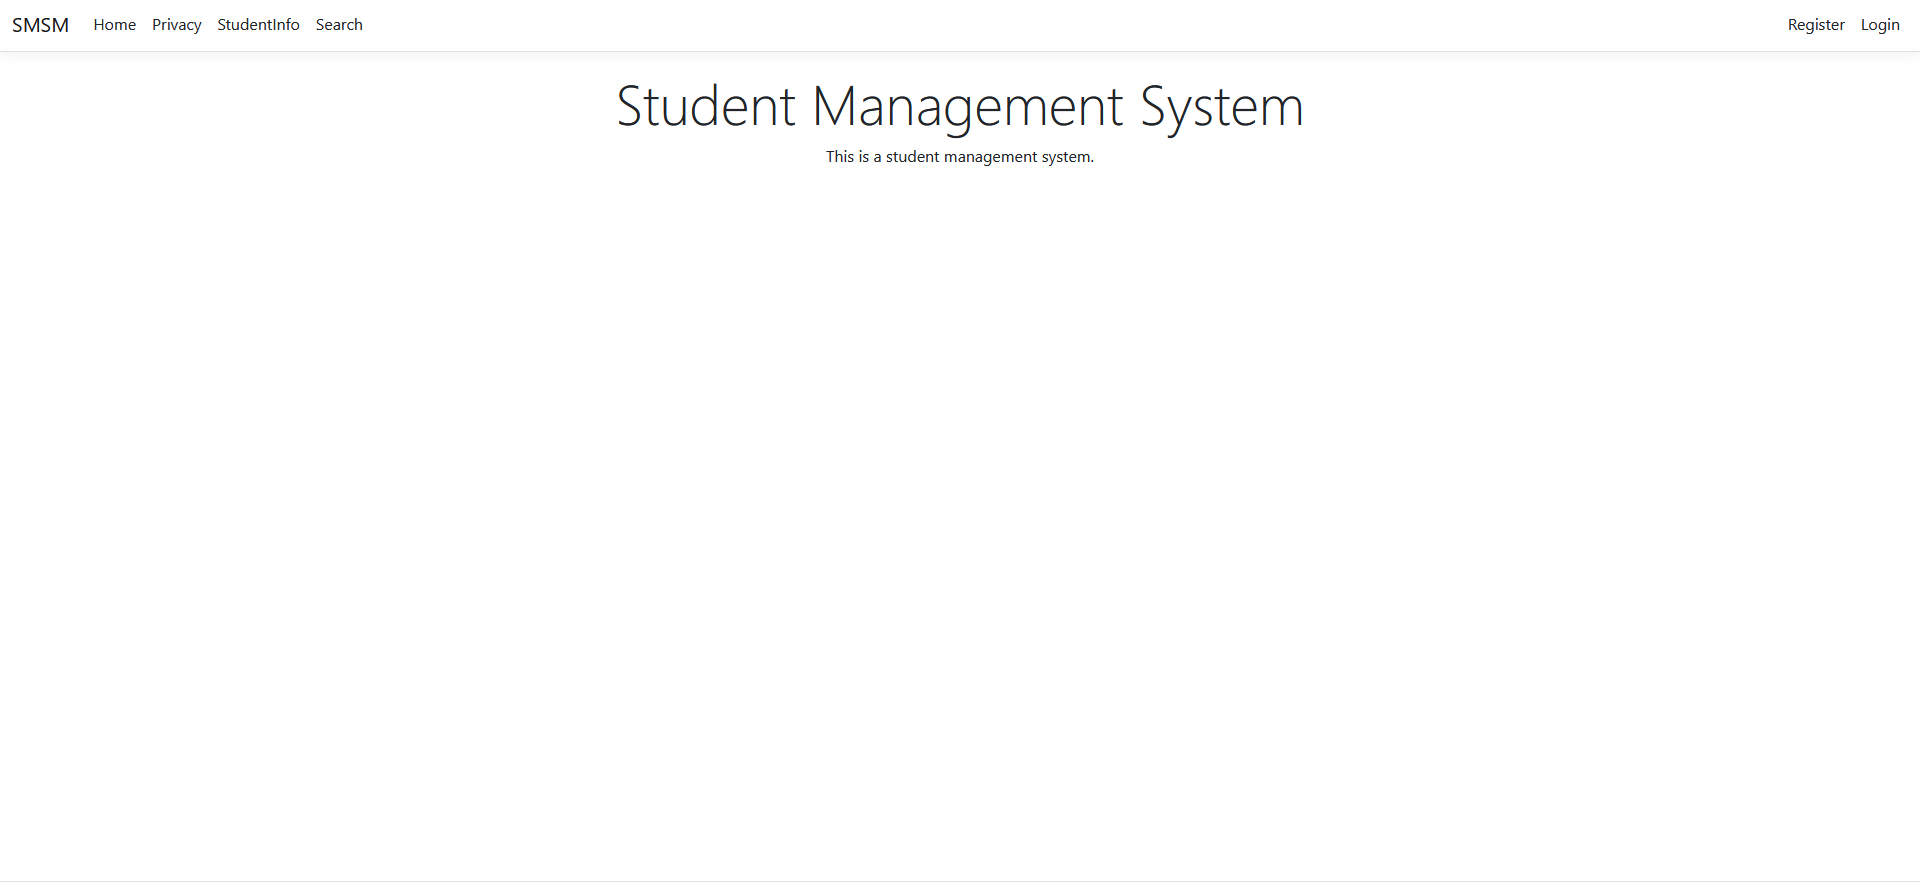 SMSM Home Privacy StudentInfo Search Register Login
Student Management System
This is a student management system.